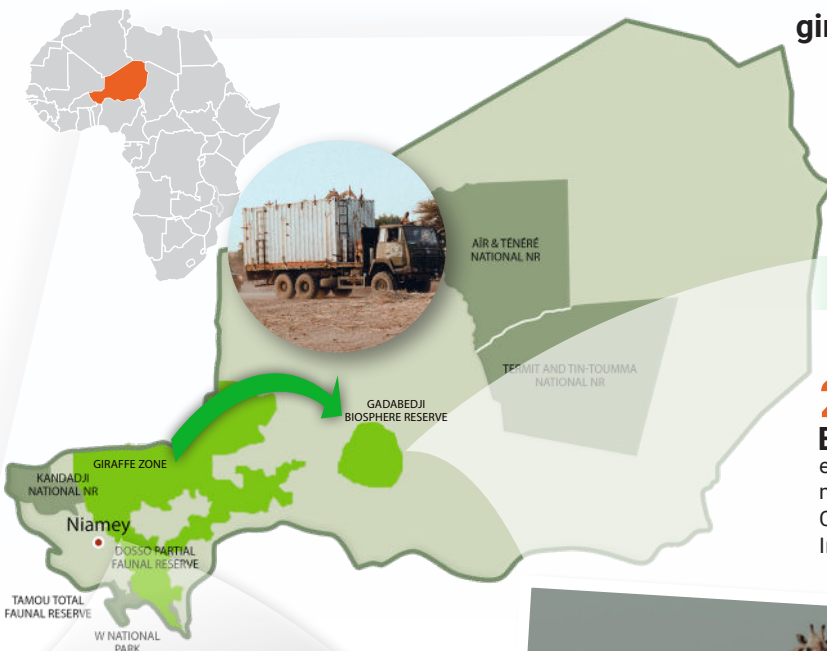 gir
AÏR & TÉNÉRÉ
NATIONAL NR
TERMIT AND TIN-TOUMMA
NATIONAL NR
GADABEDJI
BIOSPHERE RESERVE
GIRAFFE ZONE
KANDADJI
NATIONAL NR
Niamey
DOSSO PARTIAL
FAUNAL RESERVE
TAMOU TOTAL
FAUNAL RESERVE
W NATIONAL
PARK